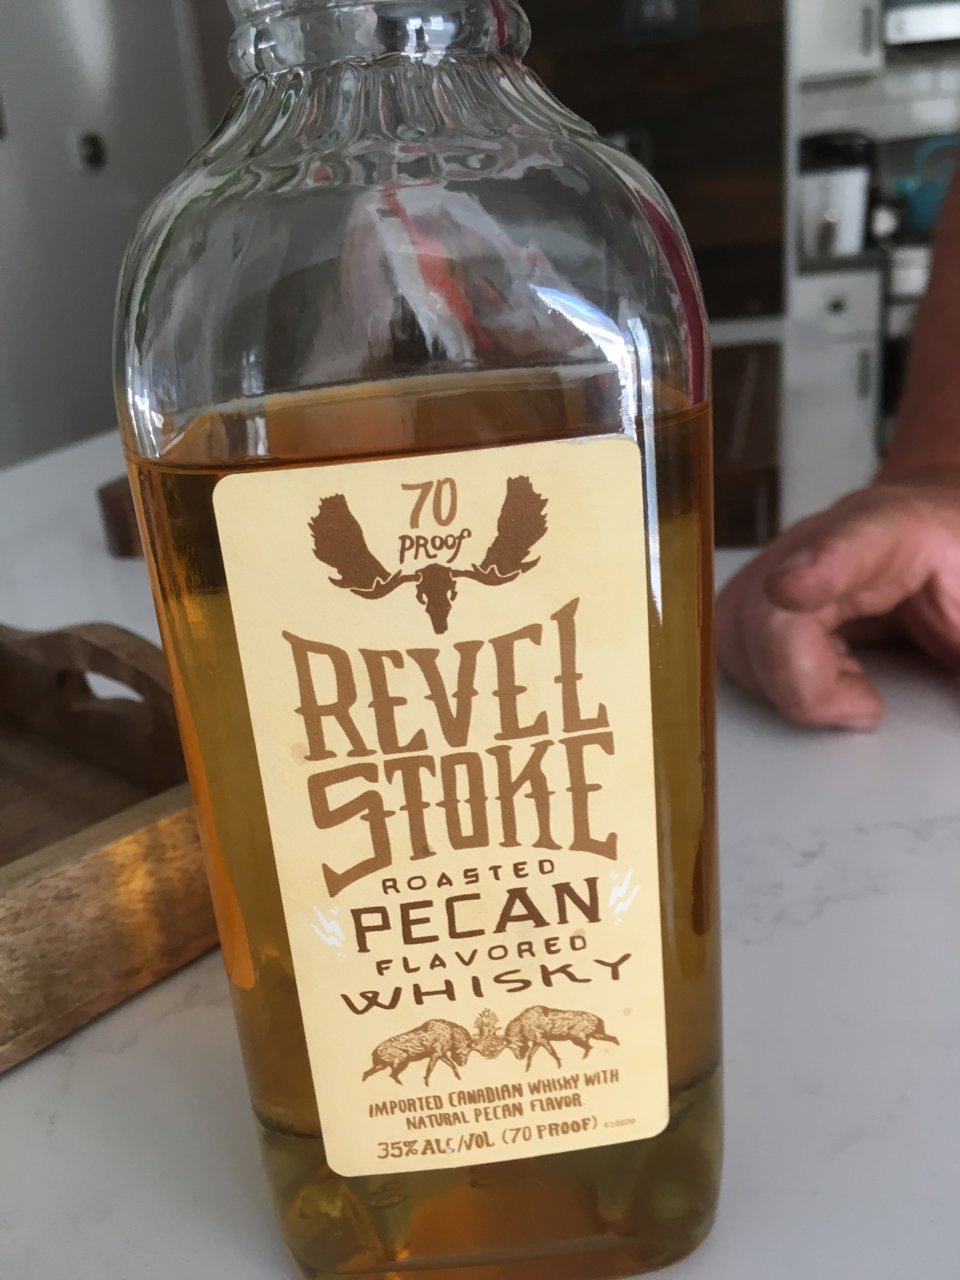 70
PROOF
REVEL
STOKE
ROASTED
PECAN
FLAVORED
WHISKY
IMPORTED CANADIAN WHISKY WITH
NATURAL PECAN FLAVOR.
35% ALC/VOL (70 PROOF)